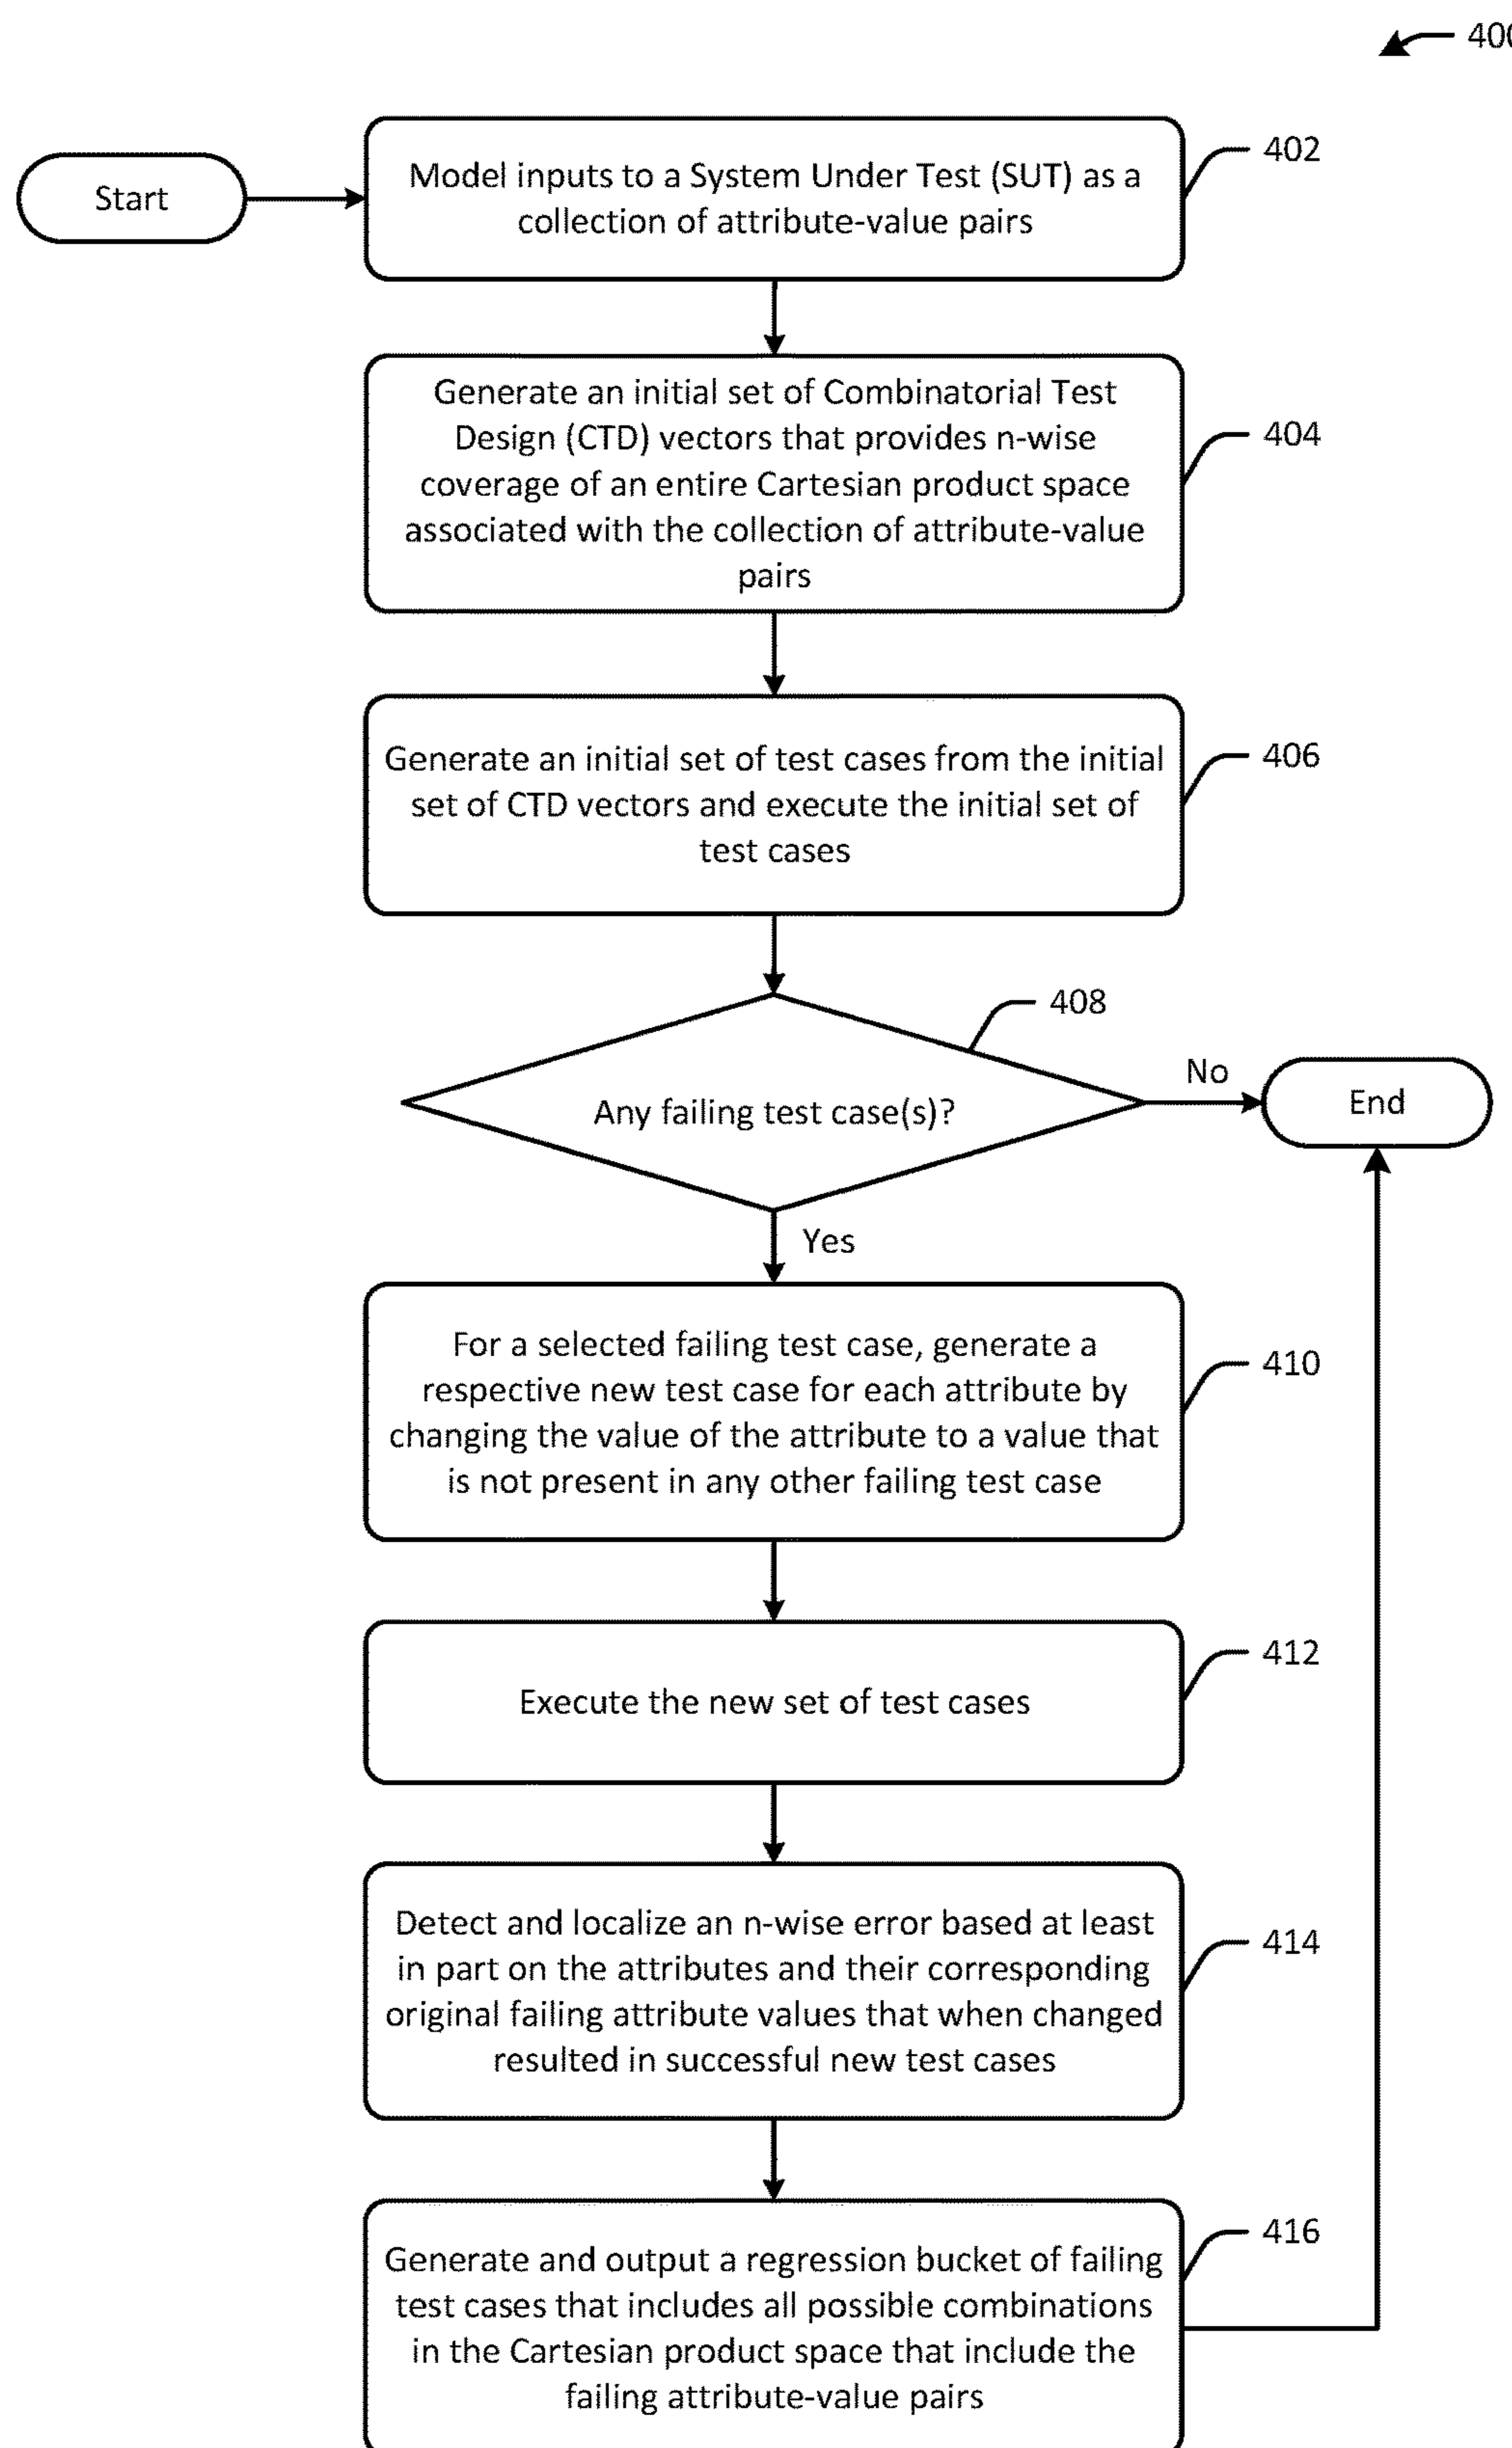 400
Start
Model inputs to a System Under Test (SUT) as a
collection of attribute-value pairs
402
Generate an initial set of Combinatorial Test
Design (CTD) vectors that provides n-wise
coverage of an entire Cartesian product space
associated with the collection of attribute-value
pairs
404
Generate an initial set of test cases from the initial
set of CTD vectors and execute the initial set of
test cases
406
408
Any failing test case(s)?
No
End
Yes
For a selected failing test case, generate a
respective new test case for each attribute by
changing the value of the attribute to a value that
is not present in any other failing test case
410
Execute the new set of test cases
412
Detect and localize an n-wise error based at least
in part on the attributes and their corresponding
original failing attribute values that when changed
resulted in successful new test cases
414
Generate and output a regression bucket of failing
test cases that includes all possible combinations
in the Cartesian product space that include the
failing attribute-value pairs
416